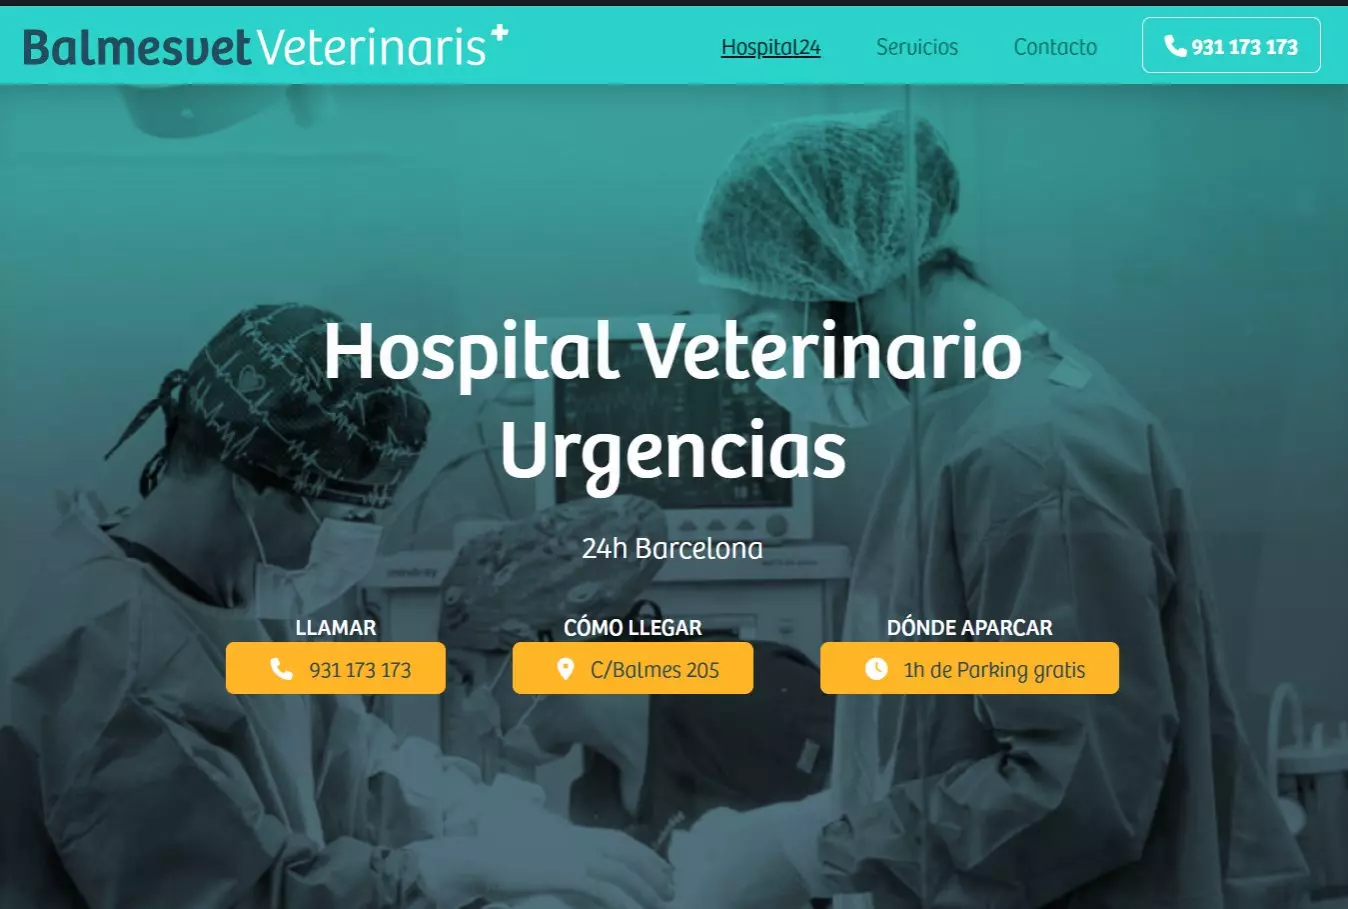 Balmesvet Veterinaris+
Hospital24
Servicios
Contacto
931 173 173
Hospital Veterinario
Urgencias
24h Barcelona
LLAMAR
CÓMO LLEGAR
DÓNDE APARCAR
931 173 173
C/Balmes 205
1h de Parking gratis
mindray